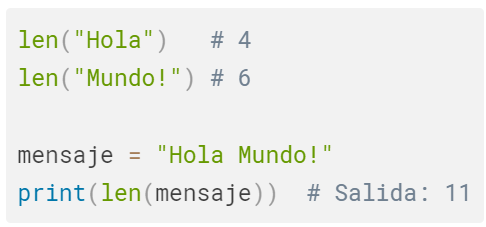 len("Hola")   # 4
len("Mundo!") # 6
mensaje = "Hola Mundo!"
print(len(mensaje))  # Salida: 11